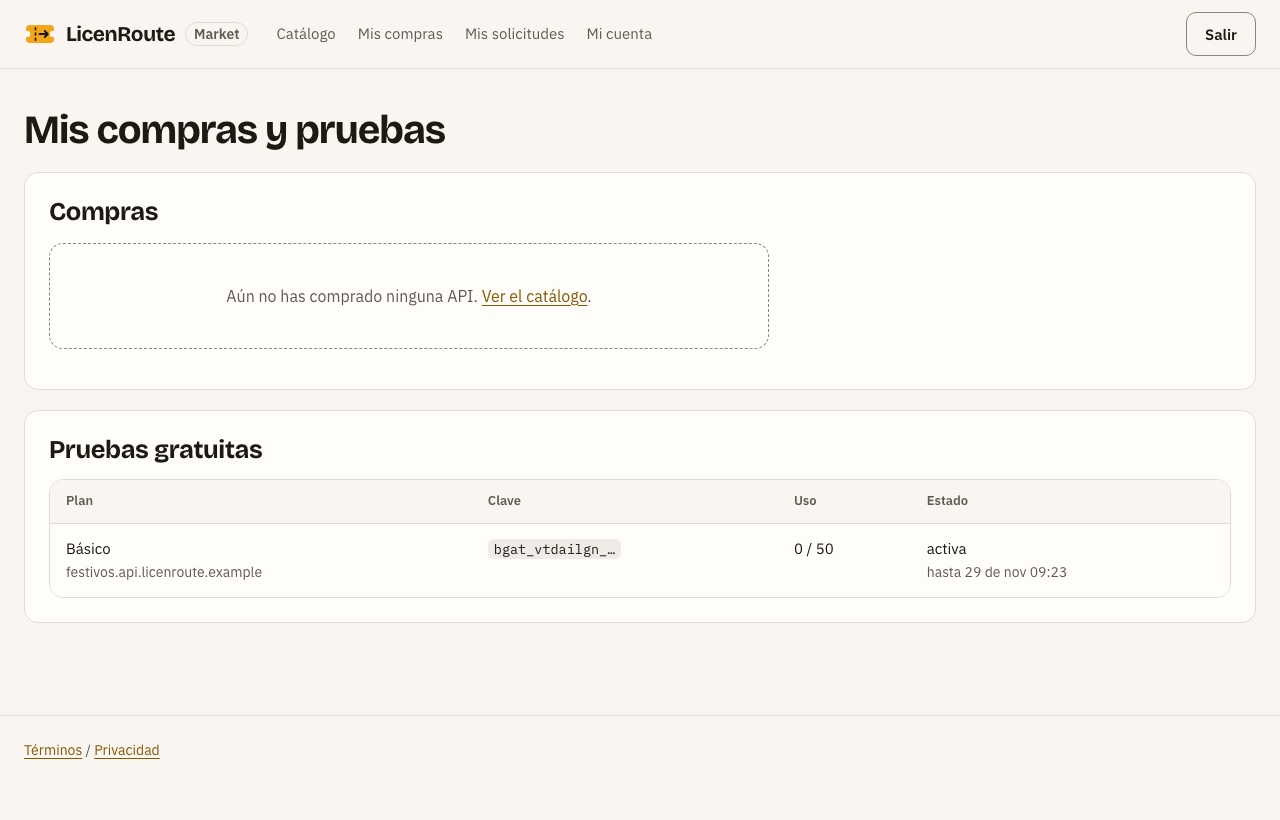 LicenRoute Market Catálogo Mis compras Mis solicitudes Mi cuenta Salir
Mis compras y pruebas
Compras
Aún no has comprado ninguna API. Ver el catálogo.
Pruebas gratuitas
Plan Clave Uso Estado
Básico bgat_vtdailgn_… 0 / 50 activa
festivos.api.licenroute.example hasta 29 de nov 09:23
Términos / Privacidad